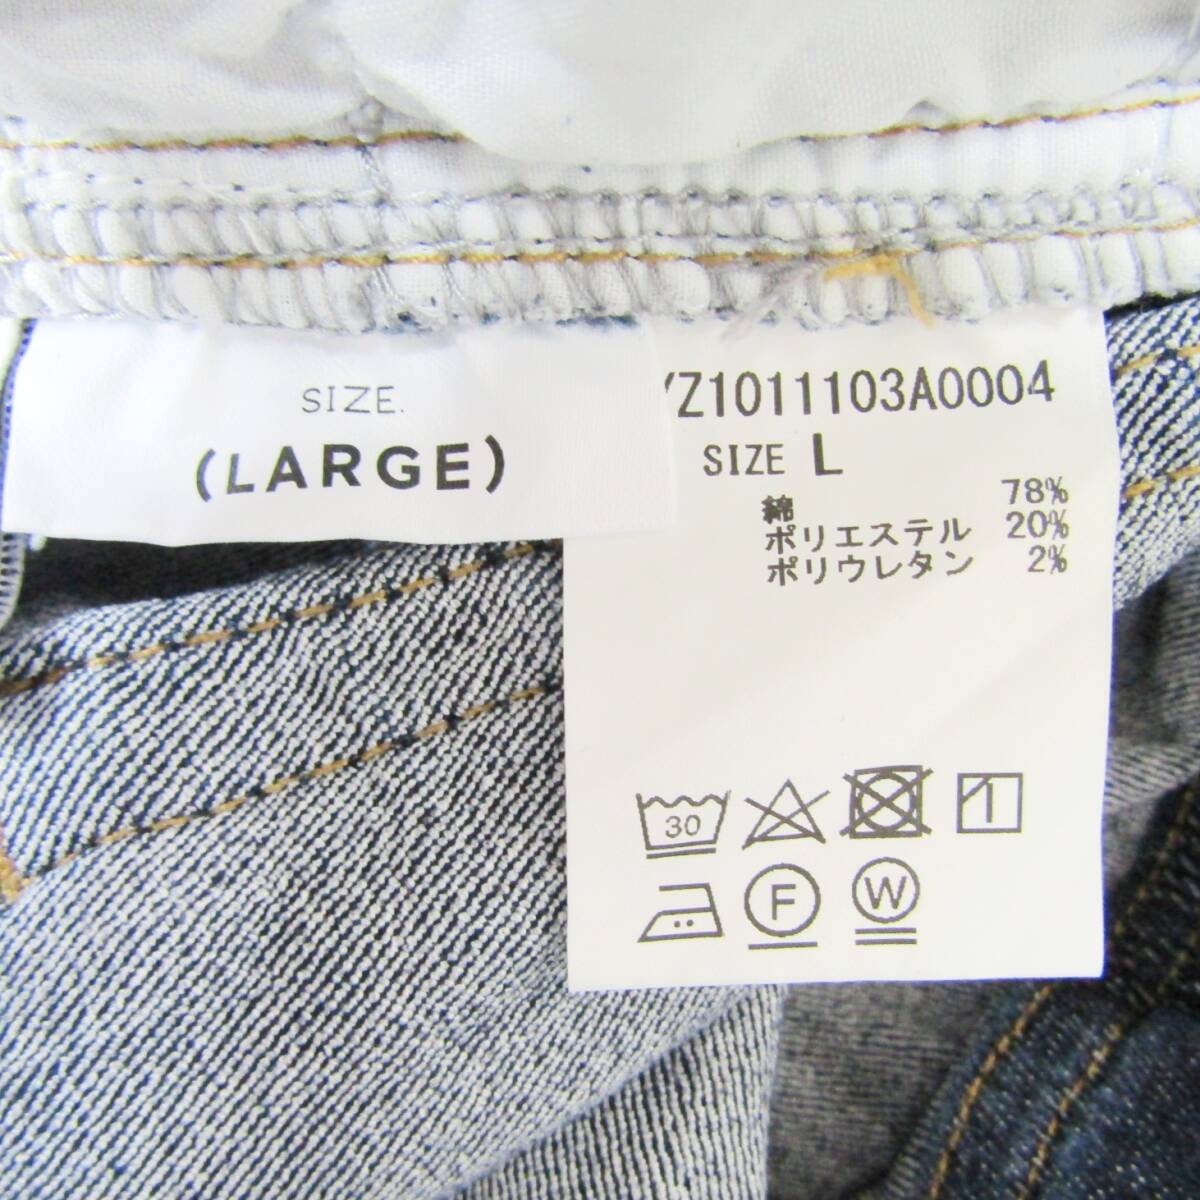 SIZE.
(LARGE)
YZ1011103A0004
SIZE L
綿 78%
ポリエステル 20%
ポリウレタン 2%
30
F
W